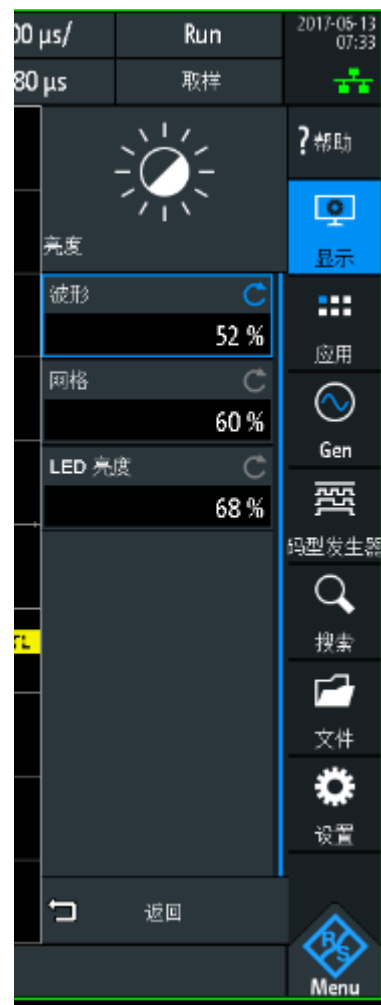 00 µs/
Run
2017-06-13
07:33
80 µs
取样
?帮助
亮度
显示
波形
52 %
应用
网格
60 %
Gen
LED 亮度
68 %
码型发生器
搜索
TL
文件
设置
返回
R&S
Menu